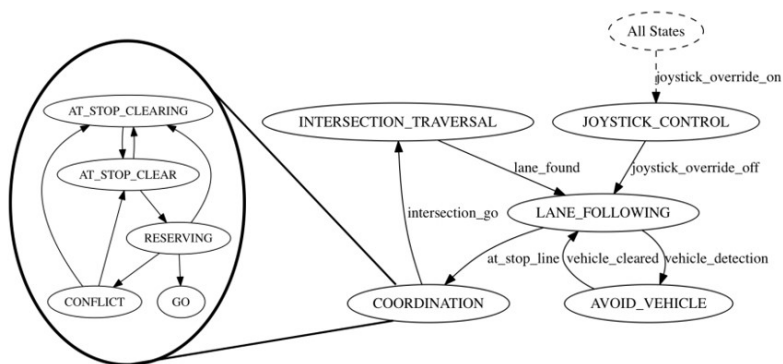 All States
joystick_override_on
AT_STOP_CLEARING
INTERSECTION_TRAVERSAL
JOYSTICK_CONTROL
lane_found
joystick_override_off
AT_STOP_CLEAR
intersection_go
LANE_FOLLOWING
RESERVING
at_stop_line
vehicle_cleared
vehicle_detection
CONFLICT
GO
COORDINATION
AVOID_VEHICLE